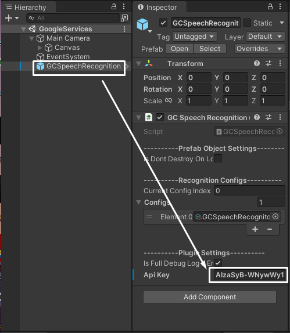 Hierarchy
All
GoogleServices
Main Camera
Canvas
EventSystem
GCSpeechRecognition
Inspector
GCSpeechRecognit
Static
Tag Untagged Layer Default
Prefab Open Select Overrides
Transform
Position X 0 Y 0 Z 0
Rotation X 0 Y 0 Z 0
Scale X 1 Y 1 Z 1
GC Speech Recognition
Script GCSpeechRecog
----------Prefab Object Settings
Is Dont Destroy On Lo
----------Recognition Configs
Current Config Index 0
Configs 1
Element 0 GCSpeechRecognitio
+ −
----------Plugin Settings
Is Full Debug Log
Api Key AIzaSyB-WNywWy1
Add Component